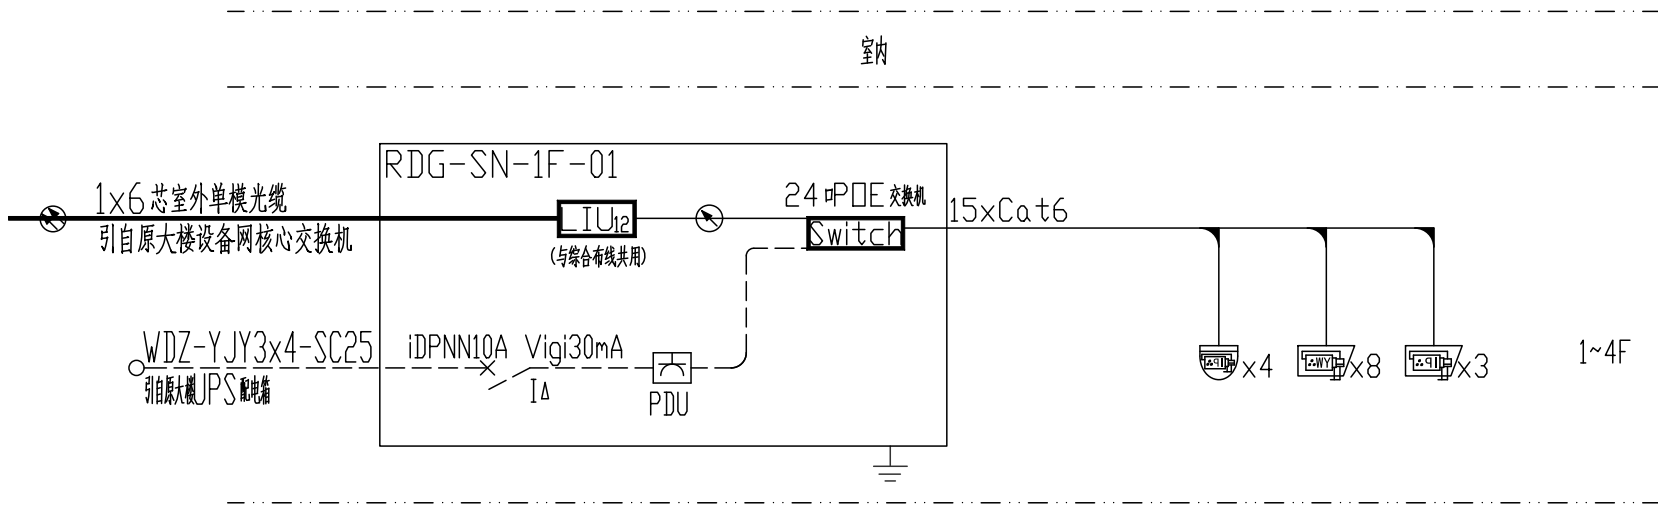 室内
RDG-SN-1F-01
1x6芯室外单模光缆
引自原大楼设备网核心交换机
LIU12
(与综合布线共用)
24口POE交换机
Switch
15xCat6
WDZ-YJY3x4-SC25
引自原大楼UPS配电箱
iDPNN10A Vigi30mA
IΔ
PDU
IP
x4
WY
x8
IP
x3
1~4F